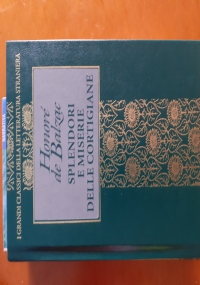 I GRANDI CLASSICI DELLA LETTERATURA STRANIERA
Honoré
de Balzac
SPLENDORI
E MISERIE
DELLE CORTIGIANE